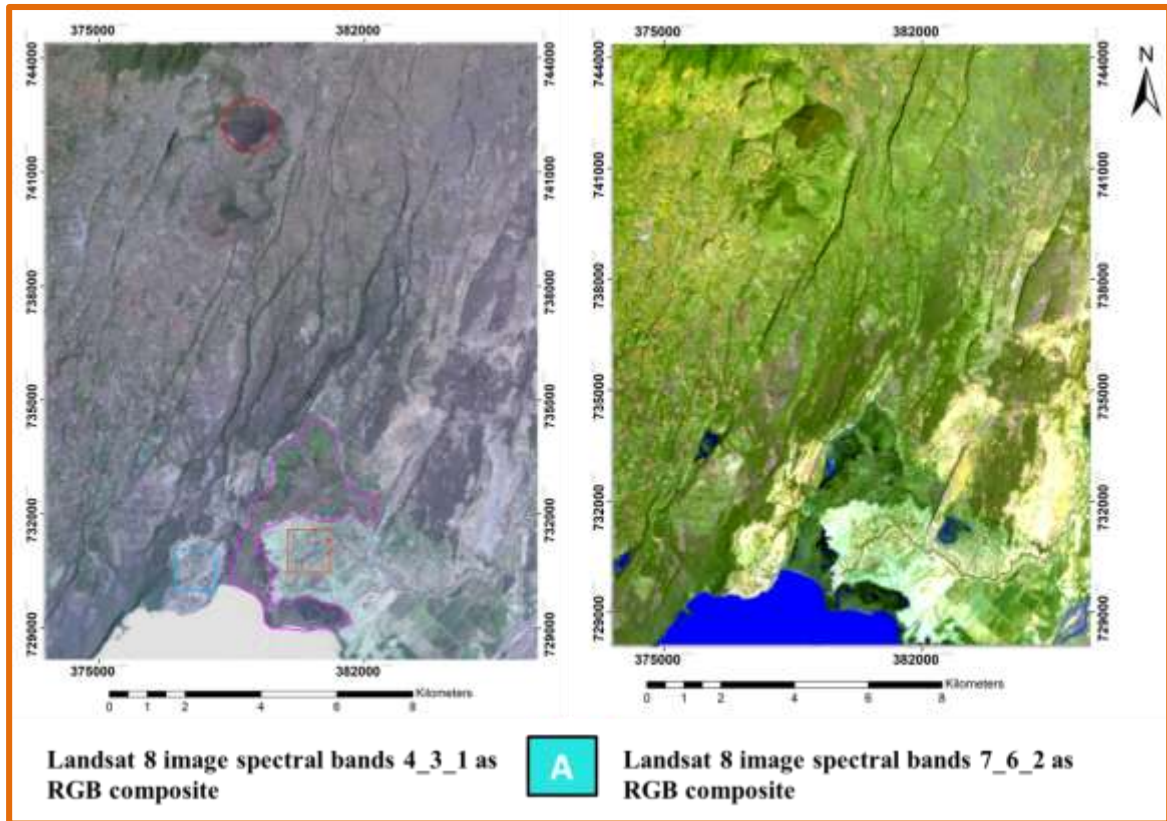 375000 382000 375000 382000
744000 744000 744000 744000
N
741000 741000 741000 741000
738000 738000 738000 738000
735000 735000 735000 735000
732000 732000 732000 732000
729000 729000 729000 729000
375000 382000 375000 382000
Kilometers Kilometers
0 1 2 4 6 8 0 1 2 4 6 8
Landsat 8 image spectral bands 4_3_1 as
RGB composite
A
Landsat 8 image spectral bands 7_6_2 as
RGB composite